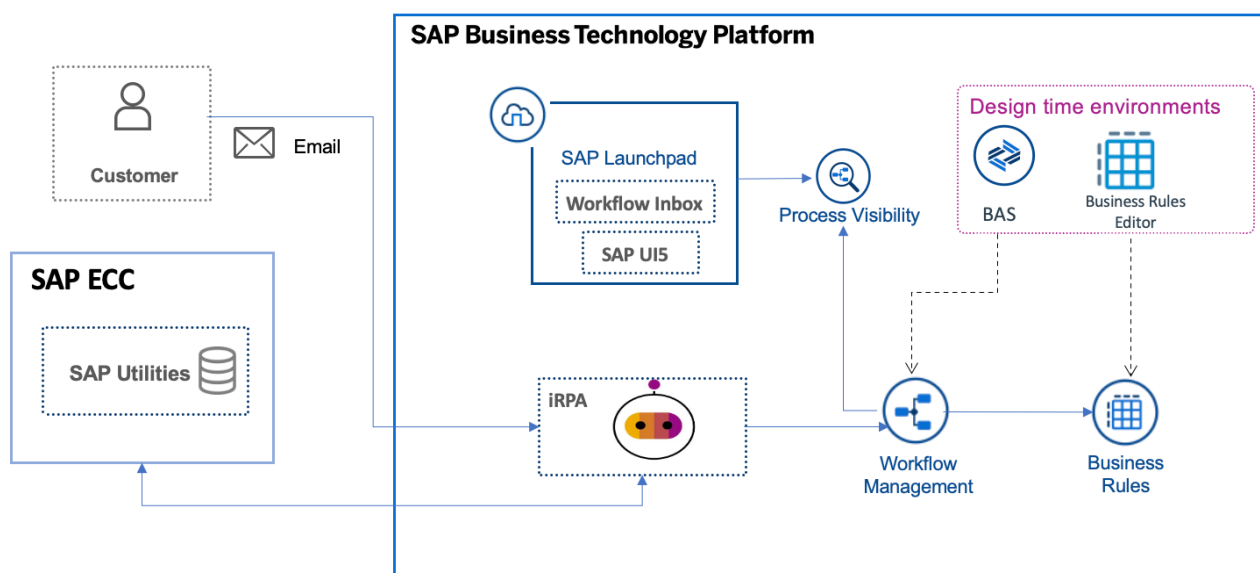 SAP Business Technology Platform
Customer
Email
SAP Launchpad
Workflow Inbox
SAP UI5
Process Visibility
Design time environments
BAS
Business Rules
Editor
SAP ECC
SAP Utilities
iRPA
Workflow
Management
Business
Rules